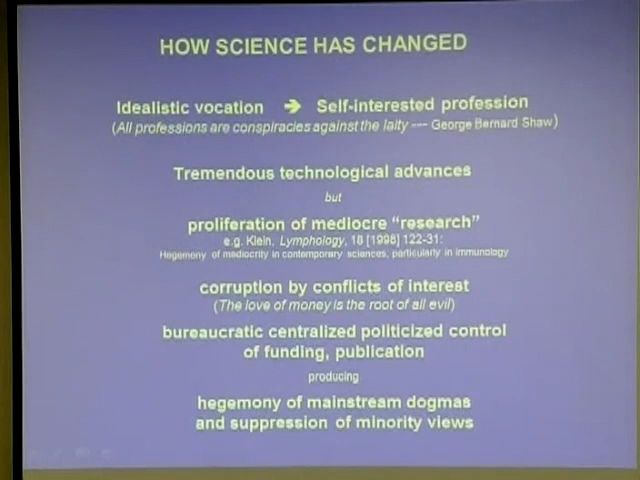 HOW SCIENCE HAS CHANGED
Idealistic vocation ➔ Self-interested profession
(All professions are conspiracies against the laity --- George Bernard Shaw)
Tremendous technological advances
but
proliferation of mediocre “research”
e.g. Klein, Lymphology, 18 [1998] 122-31:
Hegemony of mediocrity in contemporary sciences, particularly in immunology
corruption by conflicts of interest
(The love of money is the root of all evil)
bureaucratic centralized politicized control
of funding, publication
producing
hegemony of mainstream dogmas
and suppression of minority views